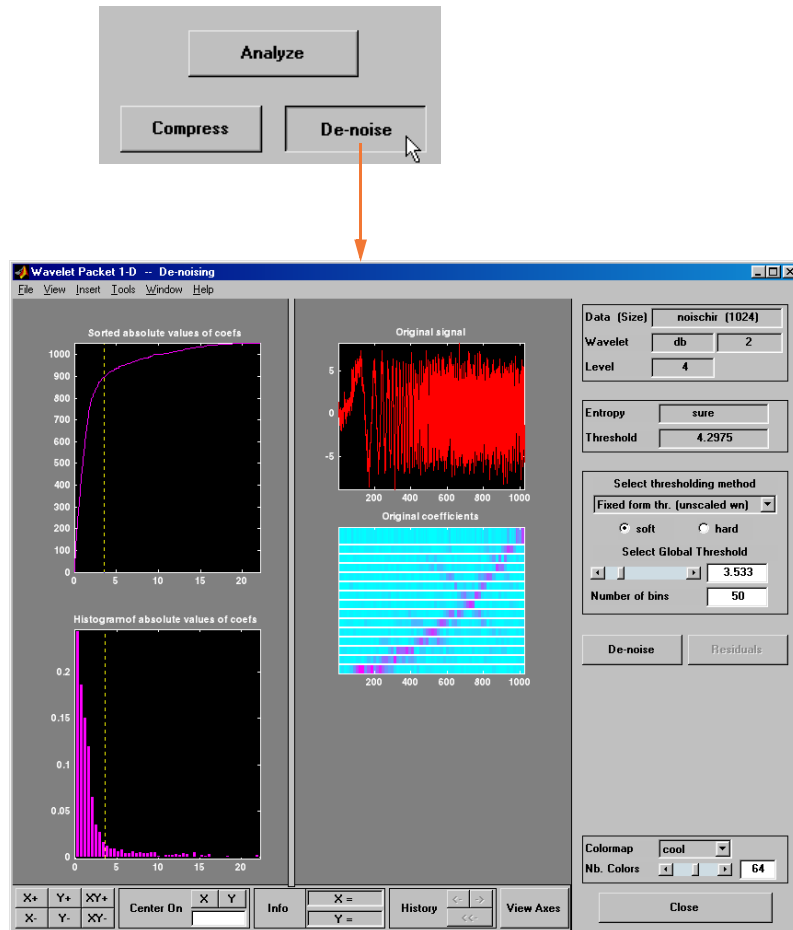 Analyze
Compress De-noise
Wavelet Packet 1-D -- De-noising
File View Insert Tools Window Help
Sorted absolute values of coefs
1000
900
800
700
600
500
400
300
200
100
0
0 5 10 15 20
Histogramof absolute values of coefs
0.2
0.15
0.1
0.05
0
0 5 10 15 20
Original signal
5
0
-5
200 400 600 800 1000
Original coefficients
200 400 600 800 1000
Data (Size) noischir (1024)
Wavelet db 2
Level 4
Entropy sure
Threshold 4.2975
Select thresholding method
Fixed form thr. (unscaled wn)
soft hard
Select Global Threshold
3.533
Number of bins 50
De-noise Residuals
Colormap cool
Nb. Colors 64
Close
X+ Y+ XY+
X- Y- XY-
Center On X Y
Info X =
Y =
History <- ->
<<-
View Axes